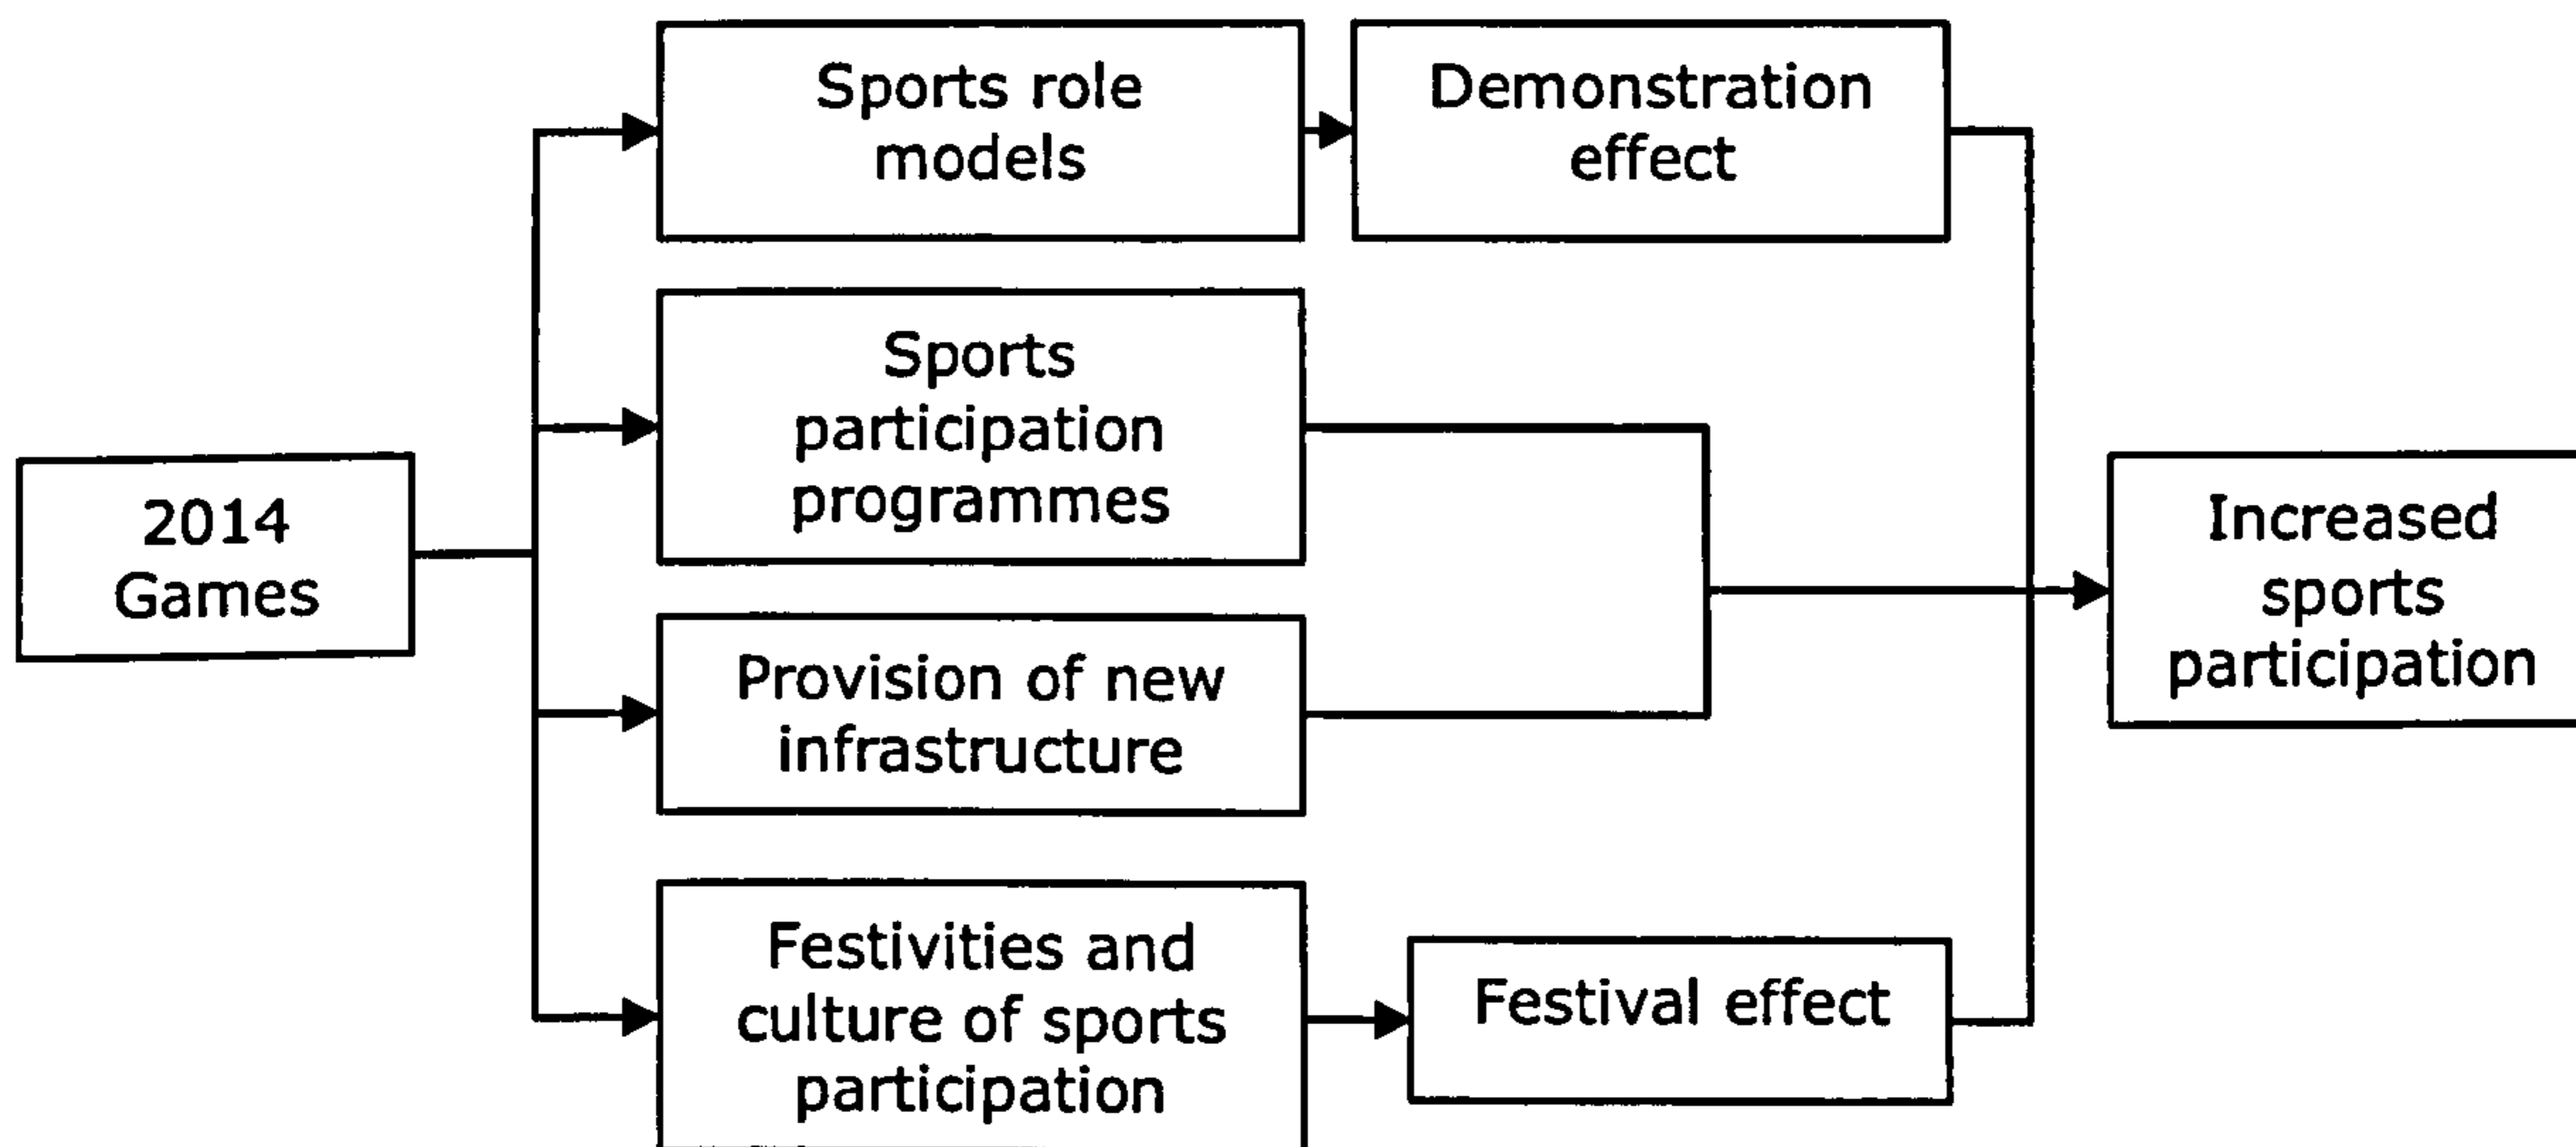 Sports role
models
Demonstration
effect
Sports
participation
programmes
2014
Games
Increased
sports
participation
Provision of new
infrastructure
Festivities and
culture of sports
participation
Festival effect